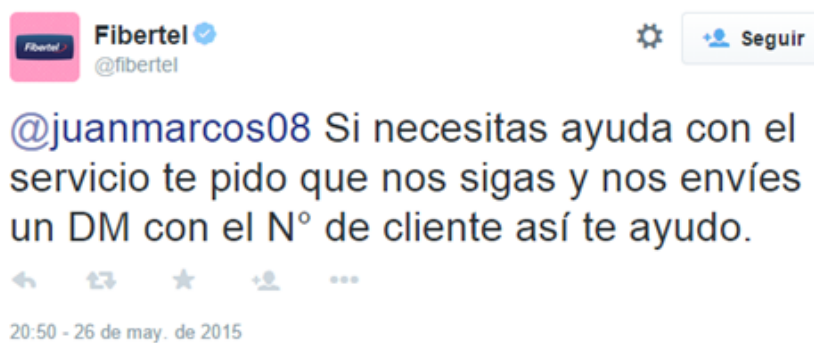 Fibertel
Fibertel
@fibertel
Seguir
@juanmarcos08 Si necesitas ayuda con el
servicio te pido que nos sigas y nos envíes
un DM con el N° de cliente así te ayudo.
20:50 - 26 de may. de 2015